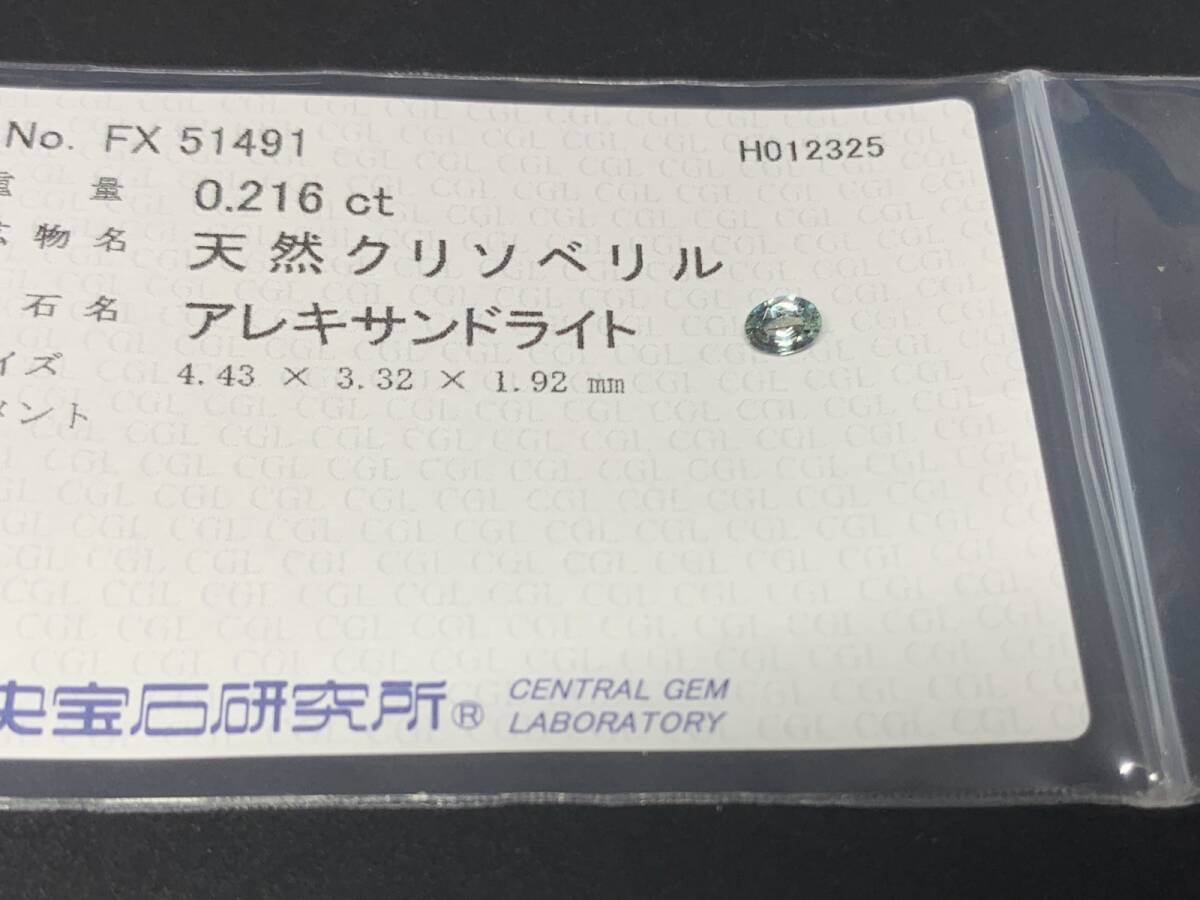 No. FX 51491
H012325
重 量 0.216 ct
物 名 天然クリソベリル
石 名 アレキサンドライト
イズ 4.43 × 3.32 × 1.92 mm
メント
央宝石研究所® CENTRAL GEM
LABORATORY